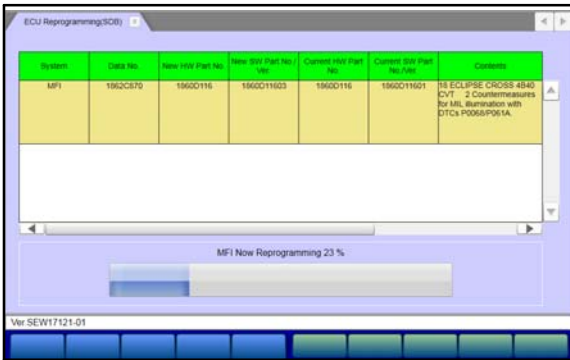 ECU Reprogramming(SDB)
System Data No. New HW Part No. New SW Part No./ Ver. Current HW Part No. Current SW Part No./Ver. Contents
MFI 1862C870 1860D116 1860D11603 1860D116 1860D11601 18 ECLIPSE CROSS 4B40
CVT 2 Countermeasures
for MIL illumination with
DTCs P0068/P061A.
MFI Now Reprogramming 23 %
Ver.SEW17121-01